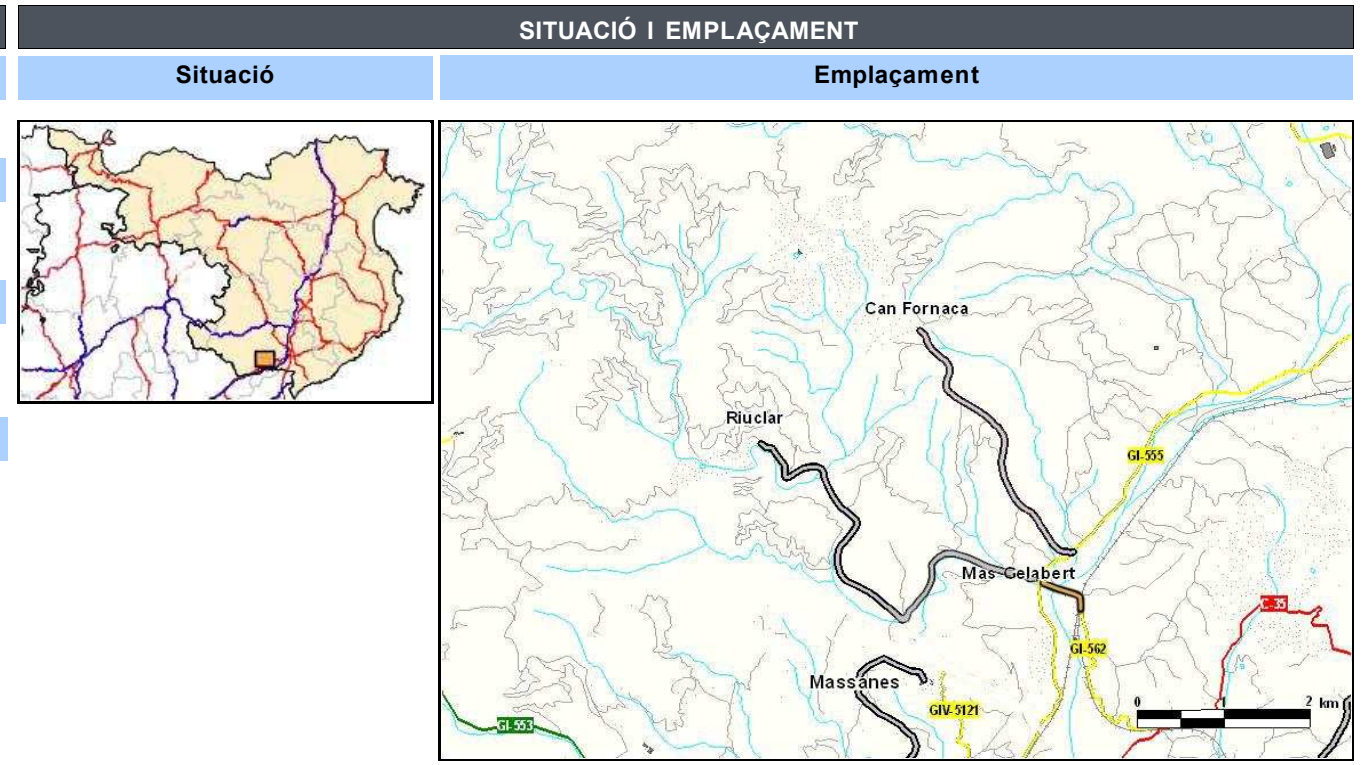 SITUACIÓ I EMPLAÇAMENT
Situació
Emplaçament
Can Fornaca
Riuclar
GI-555
Mas Gelabert
C-35
GI-562
Massanes
GIV-5121
GI-553
0 1 2 km